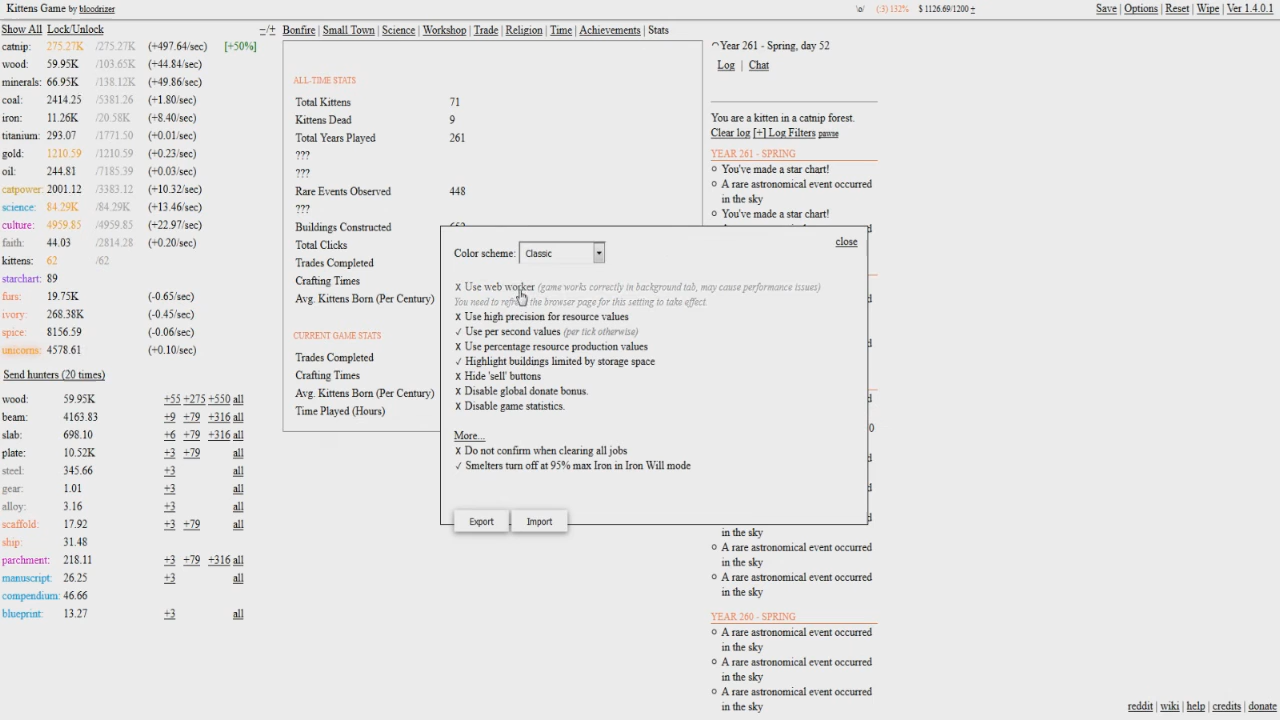 Kittens Game by bloodrizer
\o/ (:3) 132% $ 1126.69/1200 +
Save | Options | Reset | Wipe | Ver 1.4.0.1
Show All Lock/Unlock −/+
catnip: 275.27K /275.27K (+497.64/sec) [+50%]
wood: 59.95K /103.65K (+44.84/sec)
minerals: 66.95K /138.12K (+49.86/sec)
coal: 2414.25 /5381.26 (+1.80/sec)
iron: 11.26K /20.58K (+8.40/sec)
titanium: 293.07 /1771.50 (+0.01/sec)
gold: 1210.59 /1210.59 (+0.23/sec)
oil: 244.81 /7185.39 (+0.03/sec)
catpower: 2001.12 /3383.12 (+10.32/sec)
science: 84.29K /84.29K (+13.46/sec)
culture: 4959.85 /4959.85 (+22.97/sec)
faith: 44.03 /2814.28 (+0.20/sec)
kittens: 62 /62
starchart: 89
furs: 19.75K (-0.65/sec)
ivory: 268.38K (-0.45/sec)
spice: 8156.59 (-0.06/sec)
unicorns: 4578.61 (+0.10/sec)
Send hunters (20 times)
wood: 59.95K +55 +275 +550 all
beam: 4163.83 +9 +79 +316 all
slab: 698.10 +6 +79 +316 all
plate: 10.52K +3 +79 all
steel: 345.66 +3 all
gear: 1.01 +3 all
alloy: 3.16 +3 all
scaffold: 17.92 +3 +79 all
ship: 31.48
parchment: 218.11 +3 +79 +316 all
manuscript: 26.25 +3 all
compendium: 46.66
blueprint: 13.27 +3 all
Bonfire | Small Town | Science | Workshop | Trade | Religion | Time | Achievements | Stats
ALL-TIME STATS
Total Kittens 71
Kittens Dead 9
Total Years Played 261
???
???
Rare Events Observed 448
???
Buildings Constructed
Total Clicks
Trades Completed
Crafting Times
Avg. Kittens Born (Per Century)
CURRENT GAME STATS
Trades Completed
Crafting Times
Avg. Kittens Born (Per Century)
Time Played (Hours)
close
Color scheme: Classic
X Use web worker (game works correctly in background tab, may cause performance issues)
You need to refresh the browser page for this setting to take effect.
X Use high precision for resource values
✓ Use per second values (per tick otherwise)
X Use percentage resource production values
✓ Highlight buildings limited by storage space
X Hide 'sell' buttons
X Disable global donate bonus.
X Disable game statistics.
More...
X Do not confirm when clearing all jobs
✓ Smelters turn off at 95% max Iron in Iron Will mode
Export Import
Year 261 - Spring, day 52
Log | Chat
You are a kitten in a catnip forest.
Clear log [+] Log Filters pawse
YEAR 261 - SPRING
You've made a star chart!
A rare astronomical event occurred
in the sky
You've made a star chart!
in the sky
A rare astronomical event occurred
in the sky
A rare astronomical event occurred
in the sky
YEAR 260 - SPRING
A rare astronomical event occurred
in the sky
A rare astronomical event occurred
in the sky
A rare astronomical event occurred
in the sky
reddit | wiki | help | credits | donate